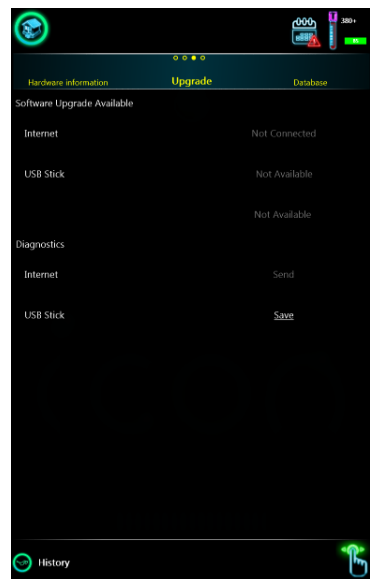 380+
T
Hardware information
Upgrade
Database
Software Upgrade Available
Internet
Not Connected
USB Stick
Not Available
Not Available
Diagnostics
Internet
Send
USB Stick
Save
History